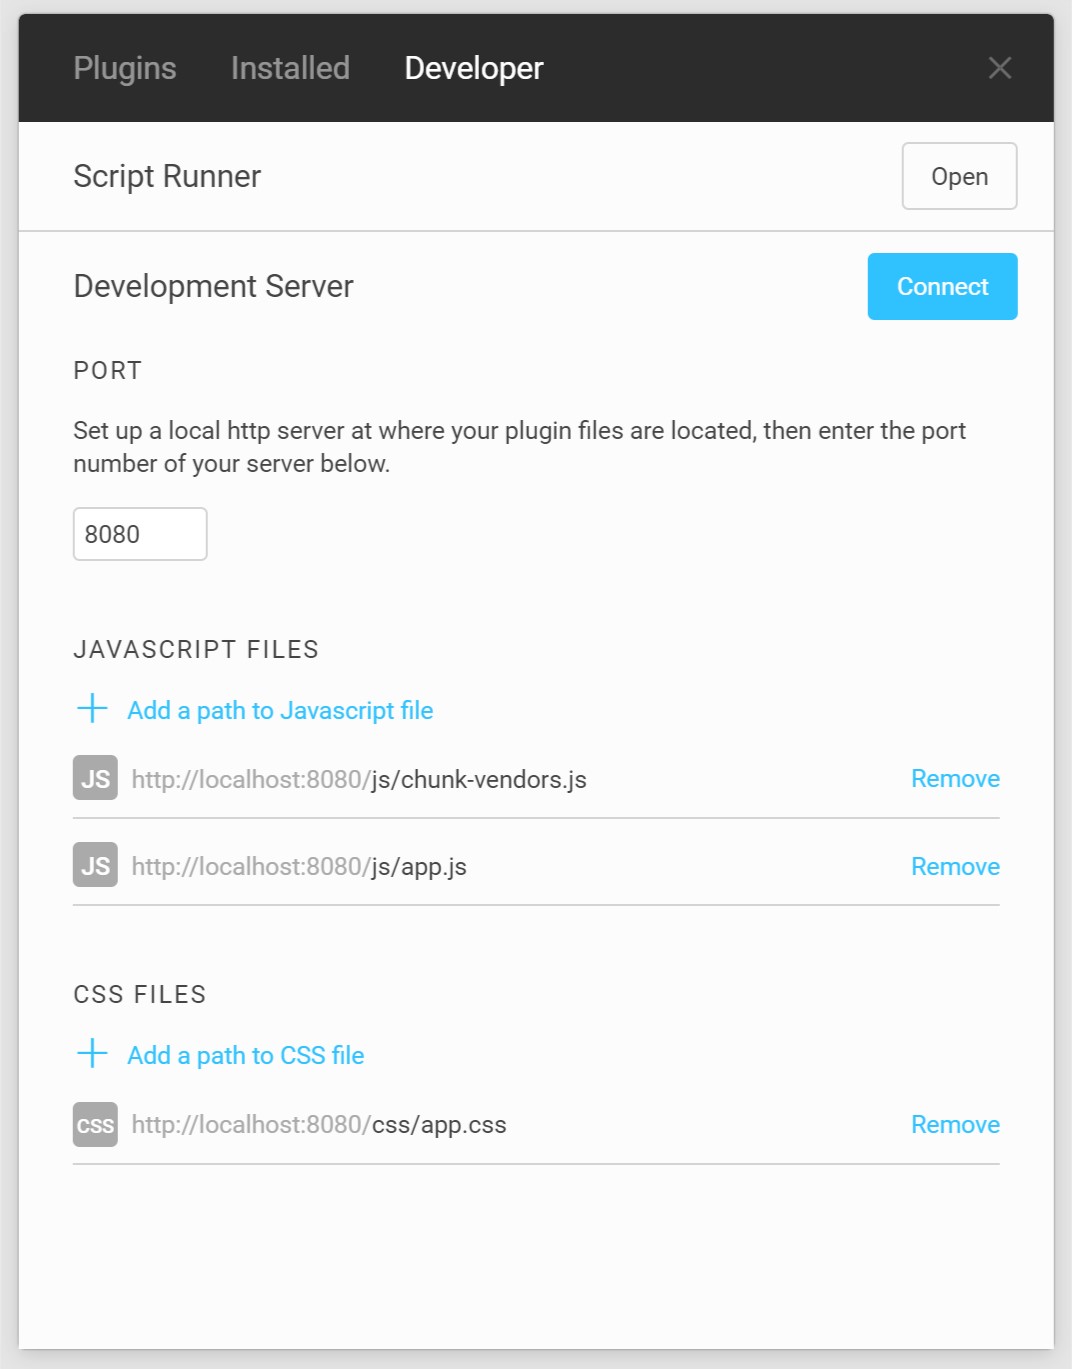 Plugins Installed Developer
Script Runner Open
Development Server Connect
PORT
Set up a local http server at where your plugin files are located, then enter the port
number of your server below.
8080
JAVASCRIPT FILES
Add a path to Javascript file
JS http://localhost:8080/js/chunk-vendors.js Remove
JS http://localhost:8080/js/app.js Remove
CSS FILES
Add a path to CSS file
CSS http://localhost:8080/css/app.css Remove